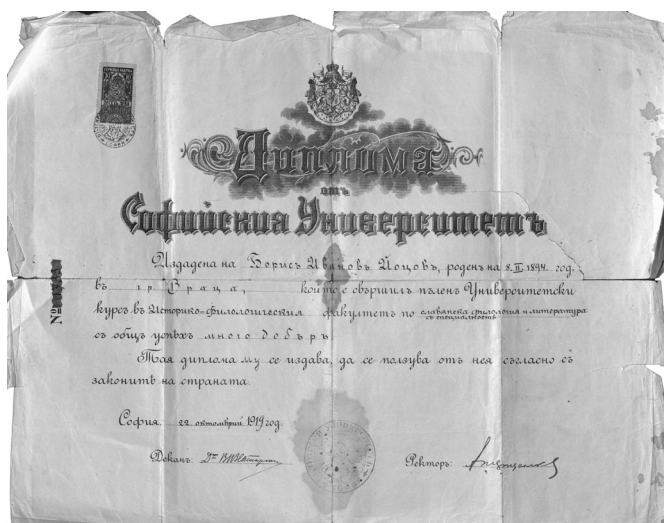 Диплома
отъ
Софийския Университетъ
Издадена на Борисъ Ивановъ Йоцовъ, роденъ на 8.II.1894. год.
въ гр. Враца, който е свършилъ пъленъ Университетски
курсъ въ Историко-филологическия факултетъ по славянска филология и литература
съ общъ успѣхъ много добъръ
Тая диплома му се издава, да се ползува отъ нея съгласно съ
законитѣ на страната.
София, 22 октомврий 1919 год.
Деканъ: Ректоръ:
№